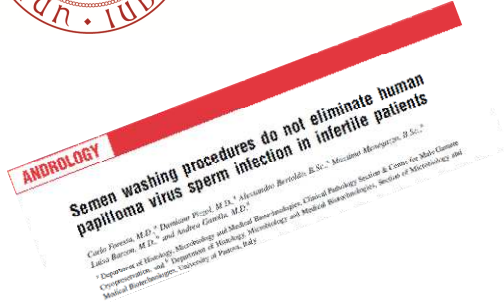 un · IUB
ANDROLOGY
Semen washing procedures do not eliminate human
papilloma virus sperm infection in infertile patients
Carlo Foresta, M.D.,ª Damiano Pizzol, M.D.,ª Alessandro Bertoldo, B.Sc.,ª Massimo Menegazzo, B.Sc.,ª
Luisa Barzon, M.D.,ᵇ and Andrea Garolla, M.D.ª
ª Department of Histology, Microbiology and Medical Biotechnologies, Clinical Pathology Section & Centre for Male Gamete
Cryopreservation, and ᵇ Department of Histology, Microbiology and Medical Biotechnologies, Section of Microbiology and
Medical Biotechnologies, University of Padova, Italy